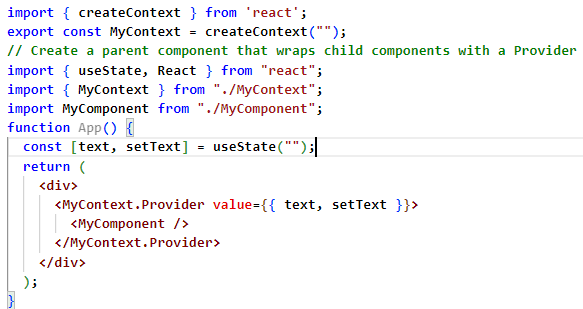 import { createContext } from 'react';
export const MyContext = createContext("");
// Create a parent component that wraps child components with a Provider
import { useState, React } from "react";
import { MyContext } from "./MyContext";
import MyComponent from "./MyComponent";
function App() {
  const [text, setText] = useState("");
  return (
    <div>
      <MyContext.Provider value={{ text, setText }}>
        <MyComponent />
      </MyContext.Provider>
    </div>
  );
}